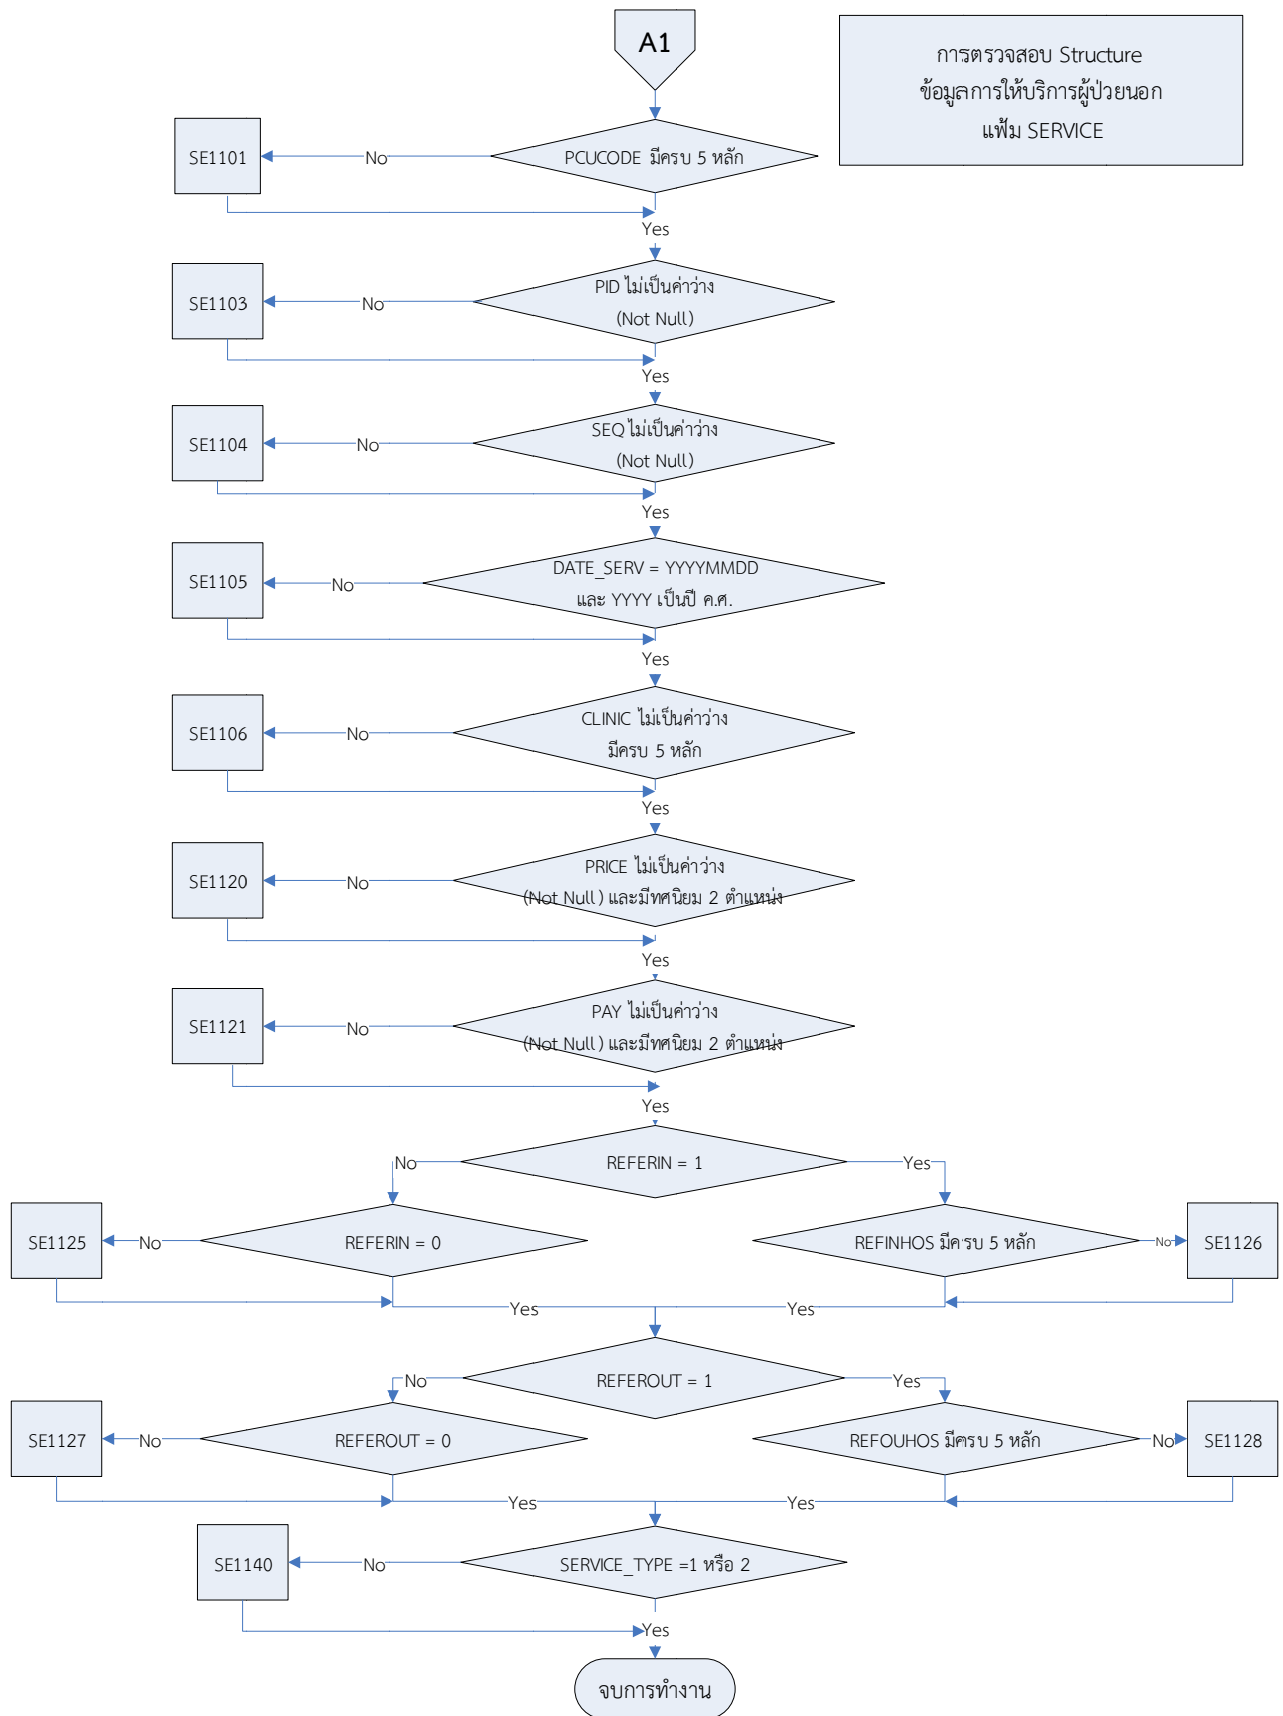 A1
การตรวจสอบ Structure
ข้อมูลการให้บริการผู้ป่วยนอก
แฟ้ม SERVICE
SE1101
No
PCUCODE มีครบ 5 หลัก
Yes
PID ไม่เป็นค่าว่าง
(Not Null)
SE1103
No
Yes
SEQ ไม่เป็นค่าว่าง
(Not Null)
SE1104
No
Yes
DATE_SERV = YYYYMMDD
และ YYYY เป็นปี ค.ศ.
SE1105
No
Yes
CLINIC ไม่เป็นค่าว่าง
มีครบ 5 หลัก
SE1106
No
Yes
PRICE ไม่เป็นค่าว่าง
(Not Null) และมีทศนิยม 2 ตำแหน่ง
SE1120
No
Yes
PAY ไม่เป็นค่าว่าง
(Not Null) และมีทศนิยม 2 ตำแหน่ง
SE1121
No
Yes
No
REFERIN = 1
Yes
SE1125
No
REFERIN = 0
REFINHOS มีครบ 5 หลัก
No
SE1126
Yes
Yes
No
REFEROUT = 1
Yes
SE1127
No
REFEROUT = 0
REFOUHOS มีครบ 5 หลัก
No
SE1128
Yes
Yes
SE1140
No
SERVICE_TYPE =1 หรือ 2
Yes
จบการทำงาน